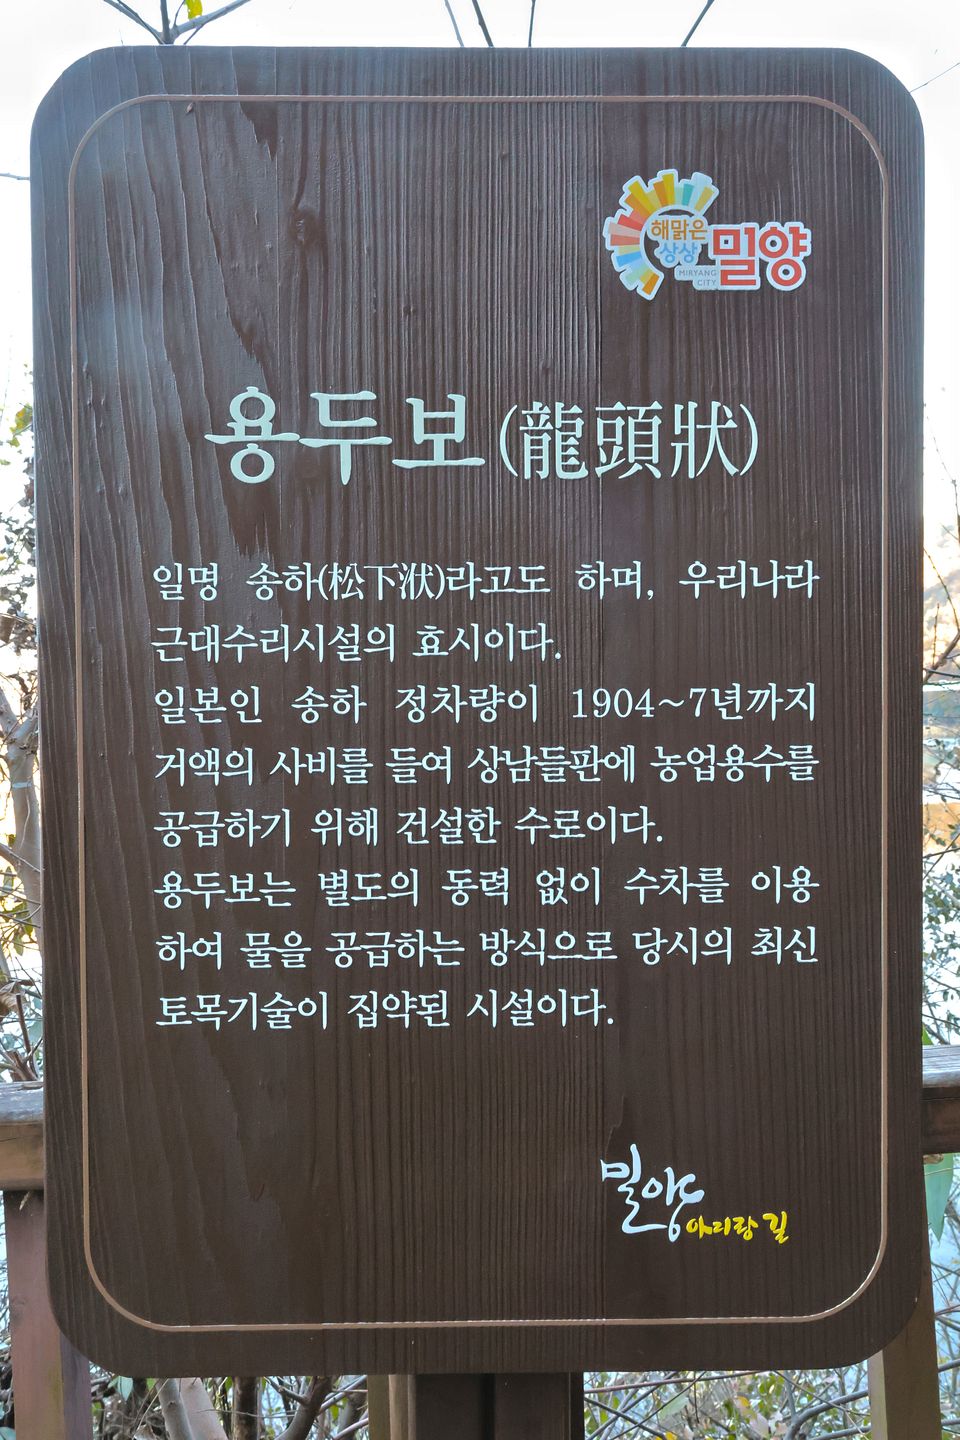 해맑은
상상
밀양
MIRYANG
CITY
용두보(龍頭狀)
일명 송하(松下洑)라고도 하며, 우리나라
근대수리시설의 효시이다.
일본인 송하 정차량이 1904~7년까지
거액의 사비를 들여 상남들판에 농업용수를
공급하기 위해 건설한 수로이다.
용두보는 별도의 동력 없이 수차를 이용
하여 물을 공급하는 방식으로 당시의 최신
토목기술이 집약된 시설이다.
밀양
아리랑 길